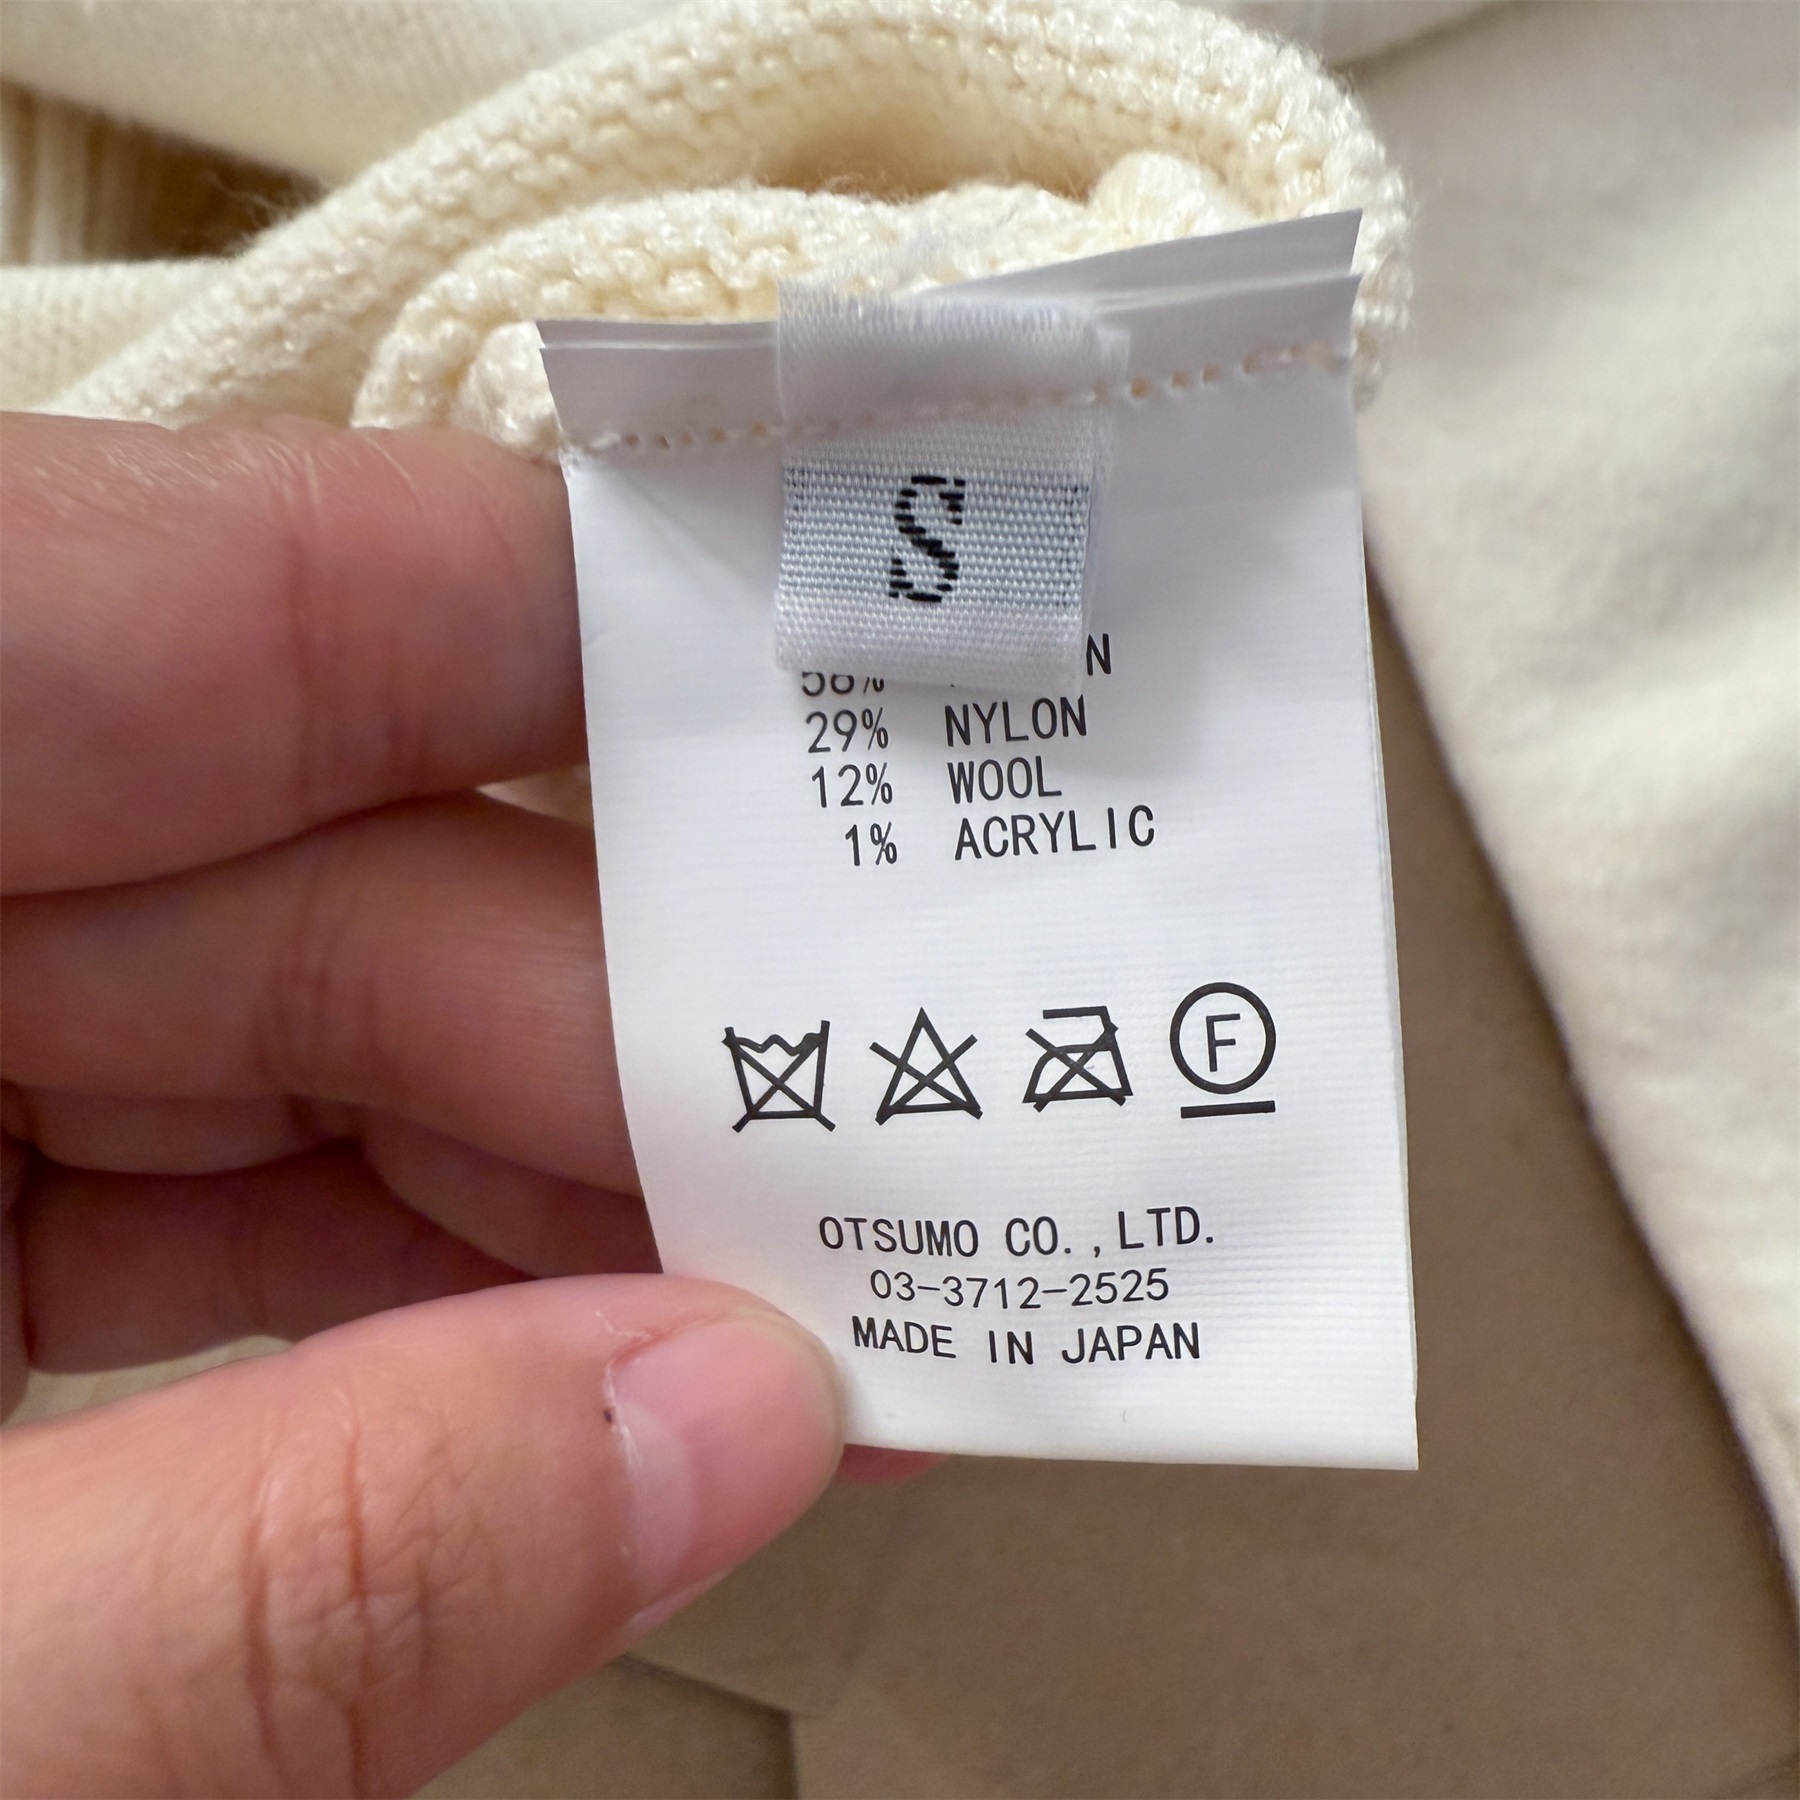 S
29% NYLON
12% WOOL
1% ACRYLIC
F
OTSUMO CO.,LTD.
03-3712-2525
MADE IN JAPAN